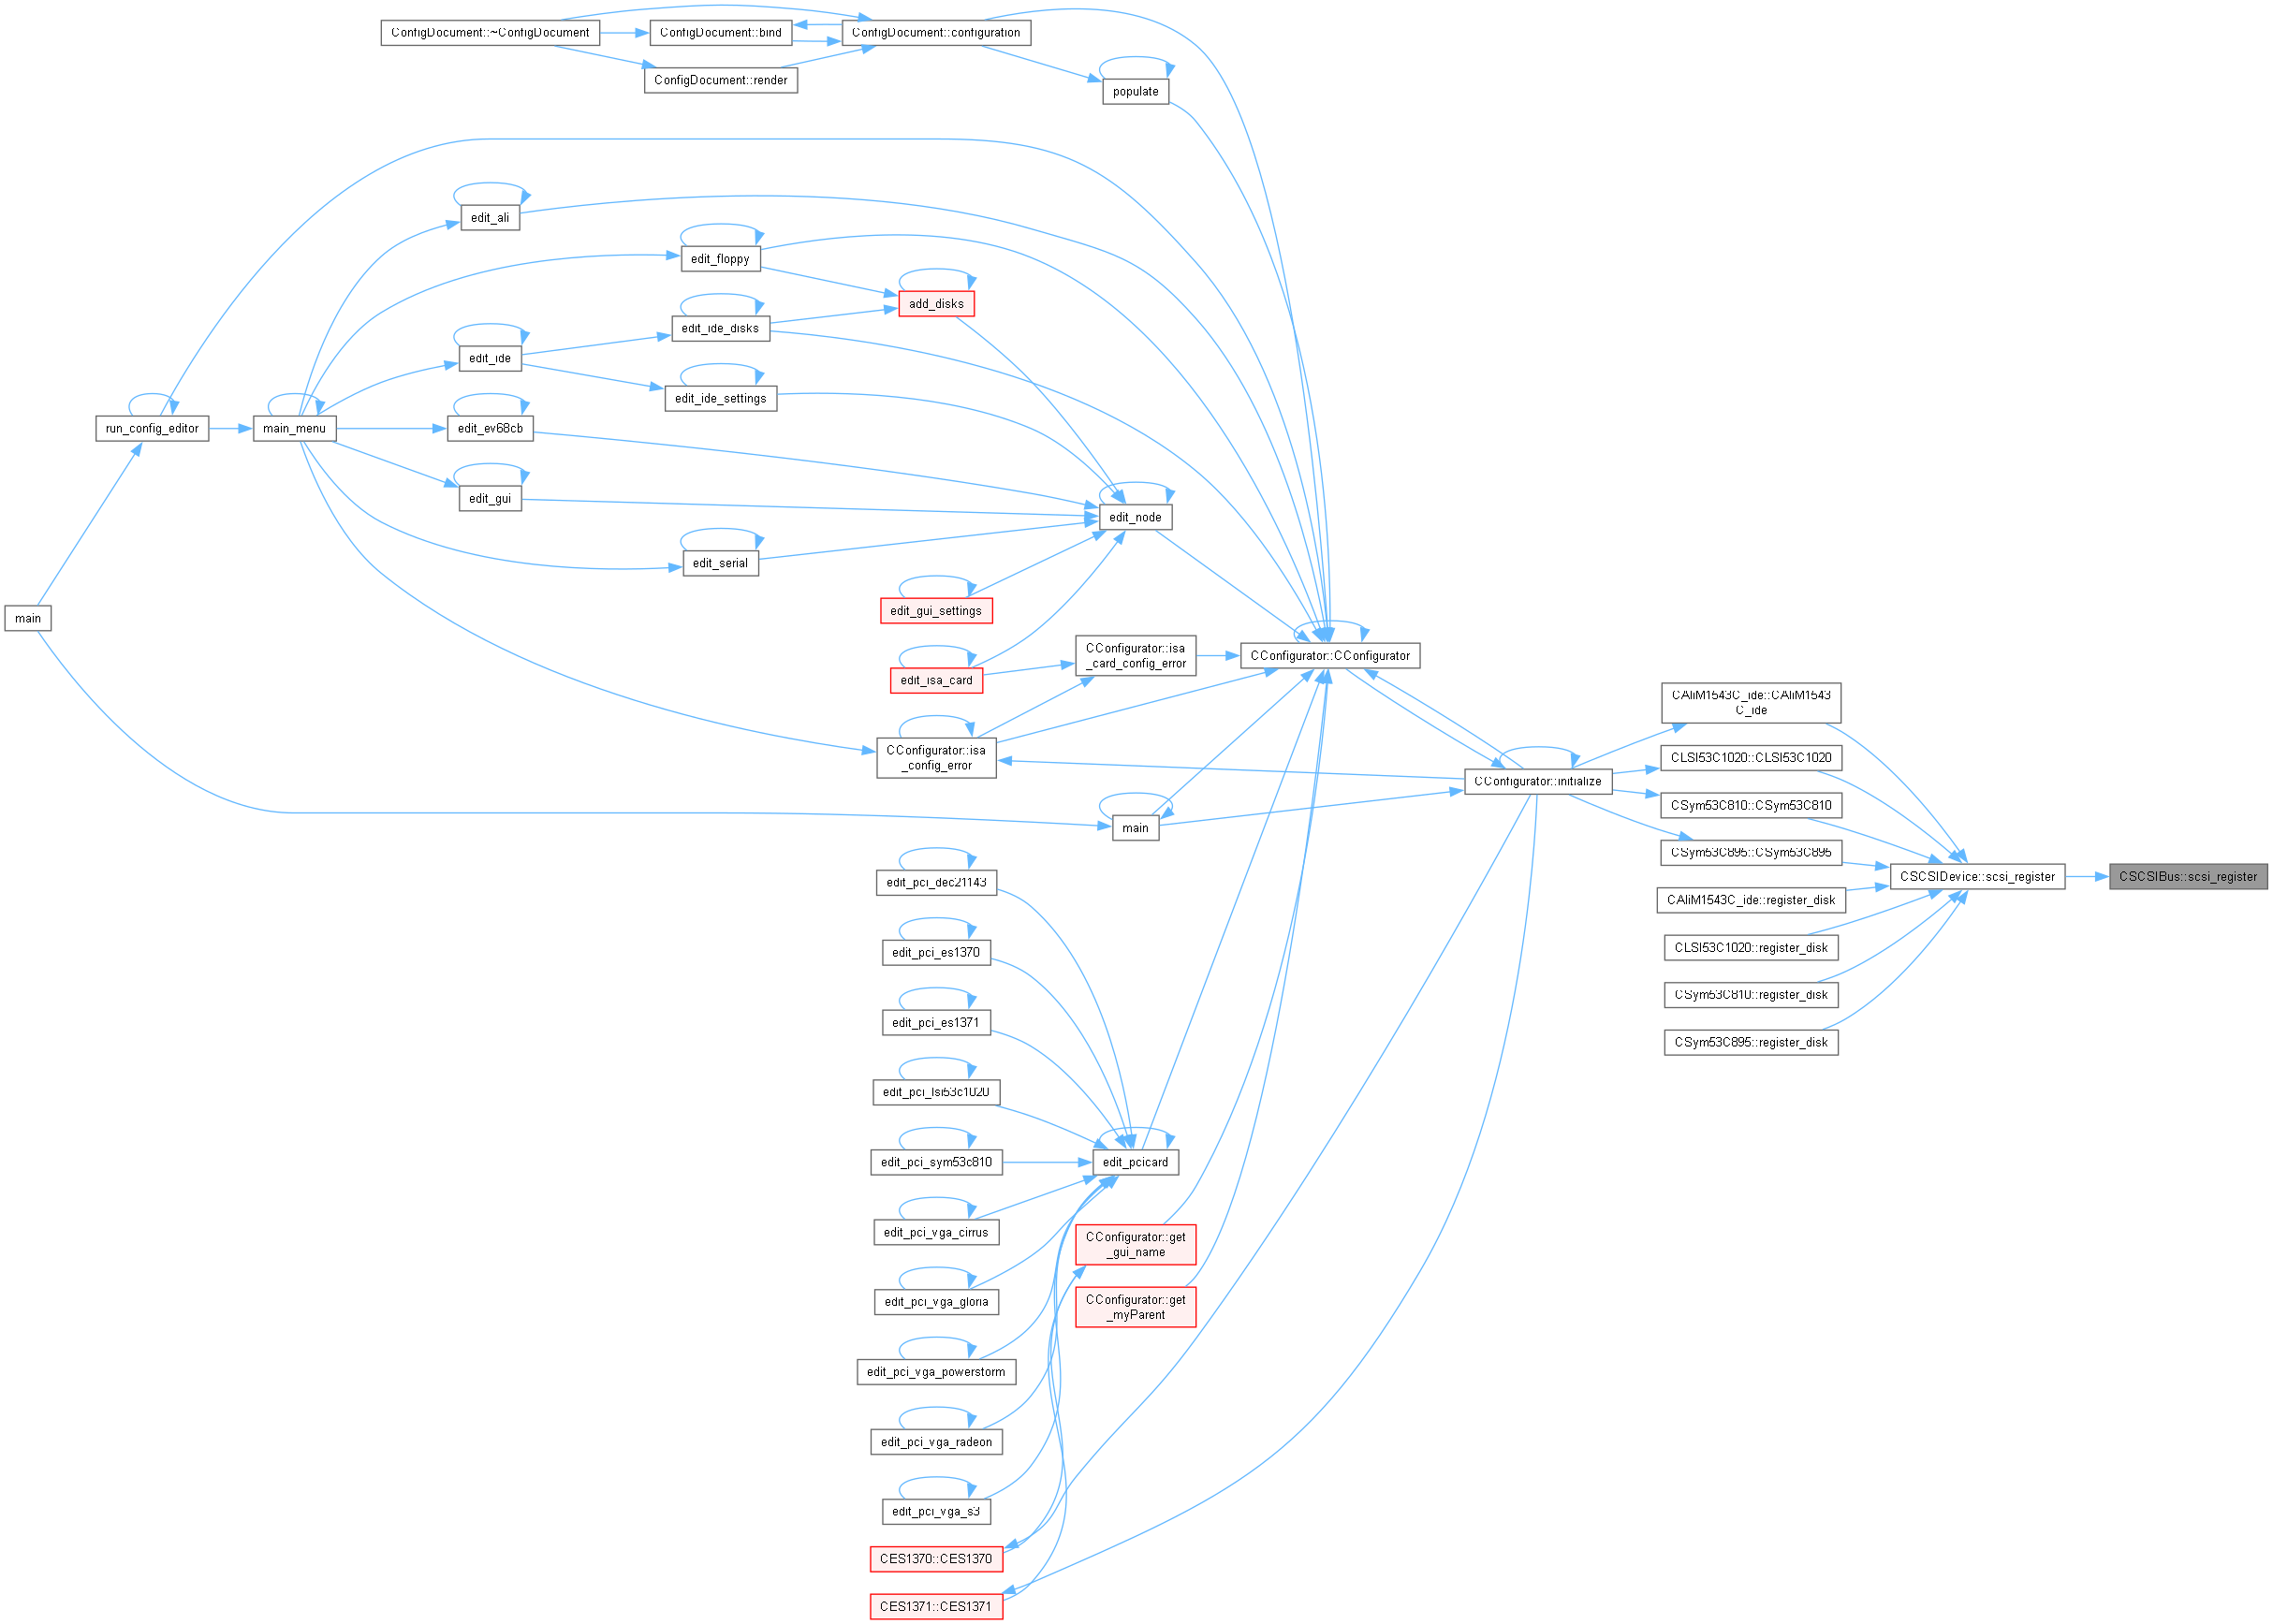 ConfigDocument::~ConfigDocument
ConfigDocument::bind
ConfigDocument::configuration
ConfigDocument::render
populate
edit_ali
edit_floppy
add_disks
edit_ide_disks
edit_ide
edit_ide_settings
run_config_editor
main_menu
edit_ev68cb
edit_gui
edit_node
edit_serial
edit_gui_settings
main
CConfigurator::isa
_card_config_error
CConfigurator::CConfigurator
edit_isa_card
CConfigurator::isa
_config_error
CAliM1543C_ide::CAliM1543
C_ide
CLSI53C1020::CLSI53C1020
CConfigurator::initialize
CSym53C810::CSym53C810
main
CSym53C895::CSym53C895
CSCSIDevice::scsi_register
CSCSIBus::scsi_register
edit_pci_dec21143
CAliM1543C_ide::register_disk
CLSI53C1020::register_disk
edit_pci_es1370
CSym53C810::register_disk
edit_pci_es1371
CSym53C895::register_disk
edit_pci_lsi53c1020
edit_pci_sym53c810
edit_pcicard
edit_pci_vga_cirrus
CConfigurator::get
_gui_name
edit_pci_vga_gloria
CConfigurator::get
_myParent
edit_pci_vga_powerstorm
edit_pci_vga_radeon
edit_pci_vga_s3
CES1370::CES1370
CES1371::CES1371